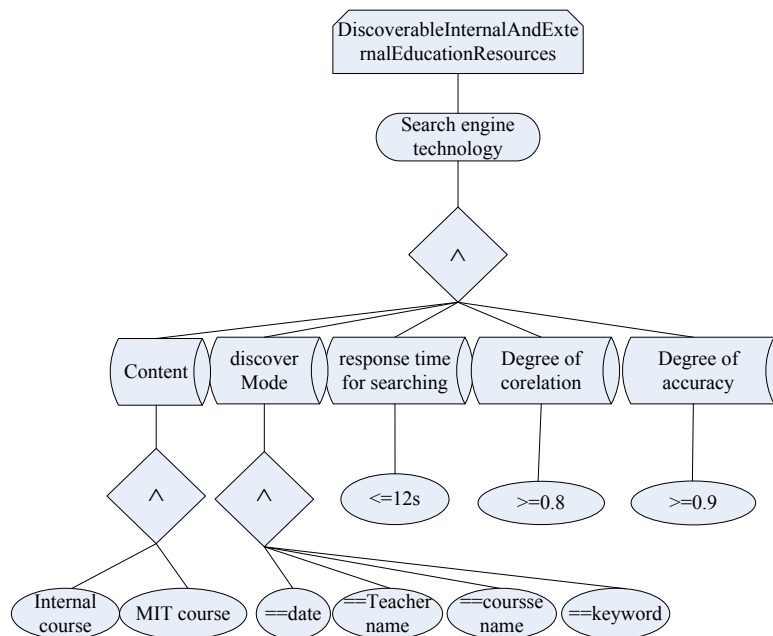 DiscoverableInternalAndExte
rnalEducationResources
Search engine
technology
^
Content
discover
Mode
response time
for searching
Degree of
corelation
Degree of
accuracy
^
^
<=12s
>=0.8
>=0.9
Internal
course
MIT course
==date
==Teacher
name
==coursse
name
==keyword